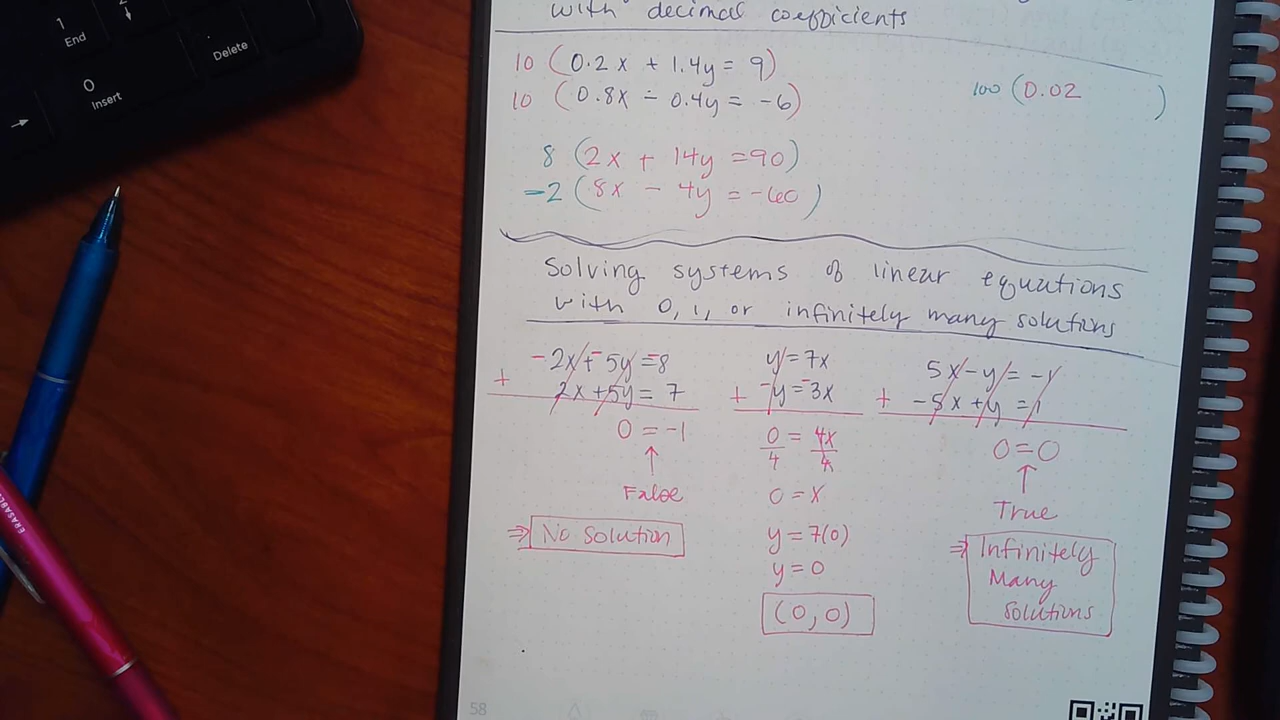 with decimal coefficients
10 (0.2x + 1.4y = 9)
10 (0.8x - 0.4y = -6)
100 (0.02 )
8 (2x + 14y = 90)
-2 (8x - 4y = -60)
Solving systems of linear equations
with 0, 1, or infinitely many solutions
-2x + -5y = -8
+ 2x + 5y = 7
0 = -1
↑
False
⇒ No Solution
y = 7x
+ -y = -3x
0/4 = 4x/4
0 = x
y = 7(0)
y = 0
(0, 0)
5x - y = -1
+ -5x + y = 1
0 = 0
↑
True
⇒ Infinitely
Many
Solutions
58
1
End
2
↓
0
Insert
Delete
→
ERASABLE